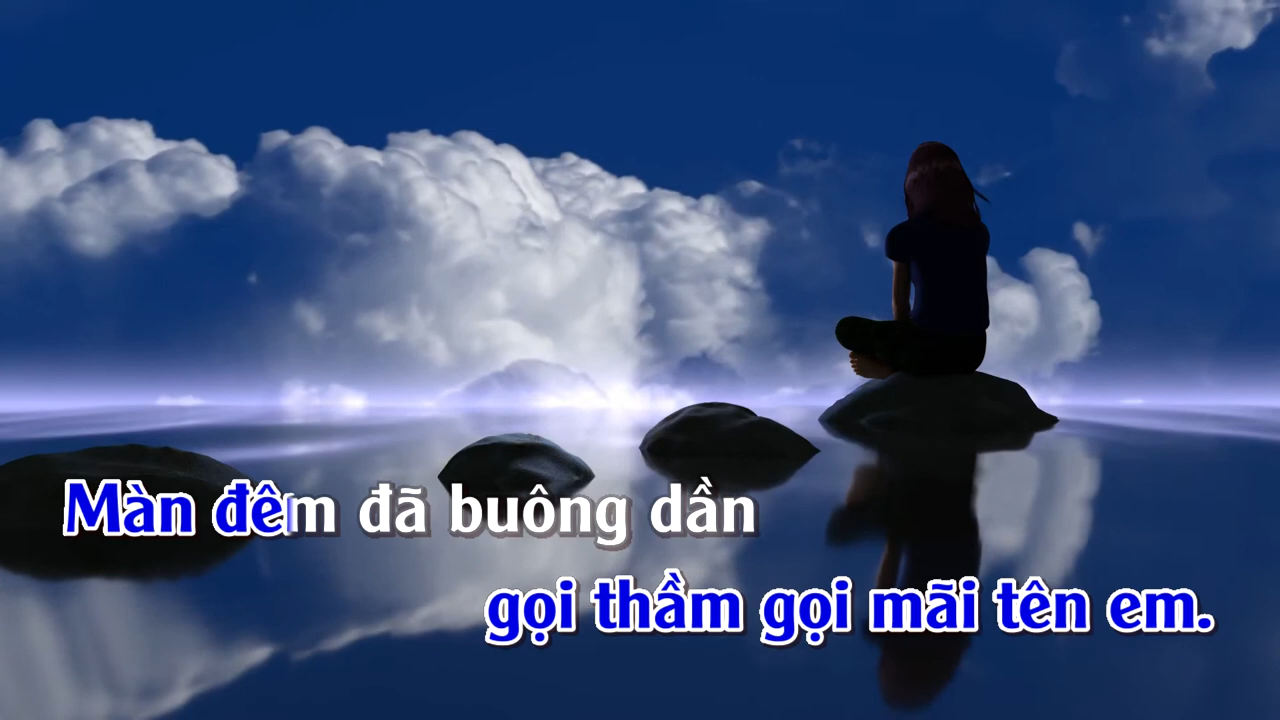 Màn đêm đã buông dần
gọi thầm gọi mãi tên em.